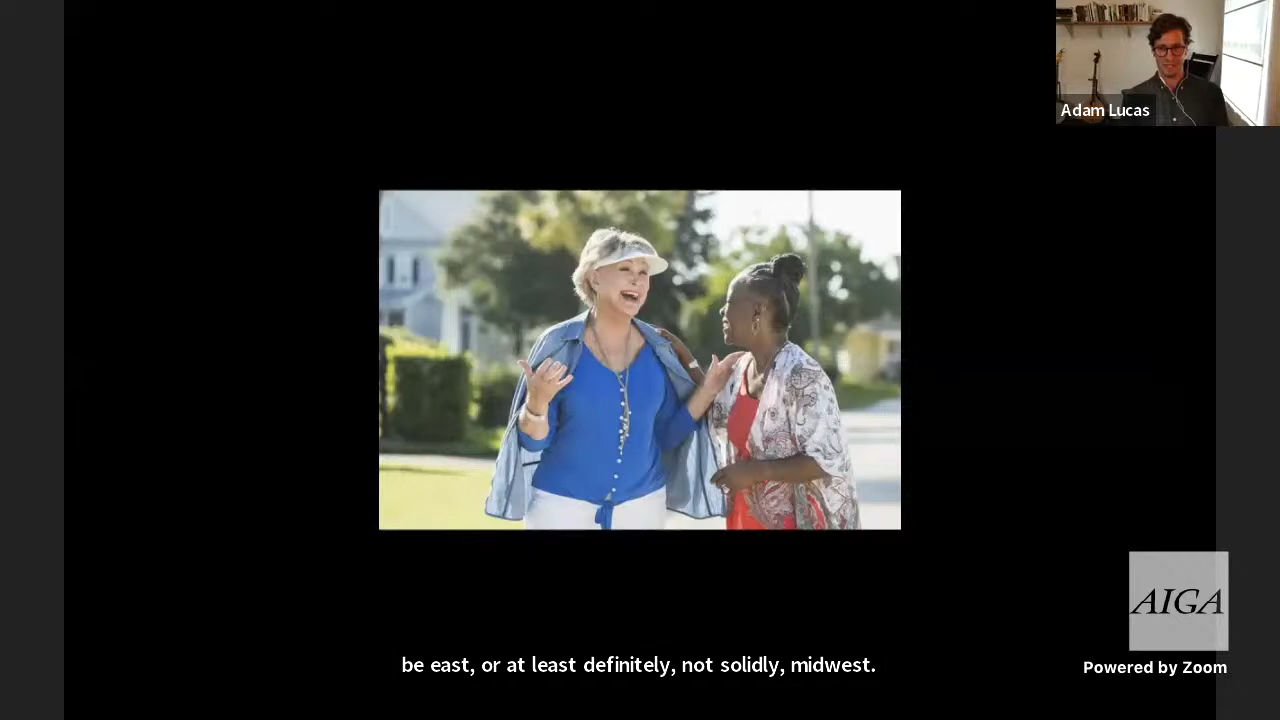 Adam Lucas
AIGA
be east, or at least definitely, not solidly, midwest.
Powered by Zoom